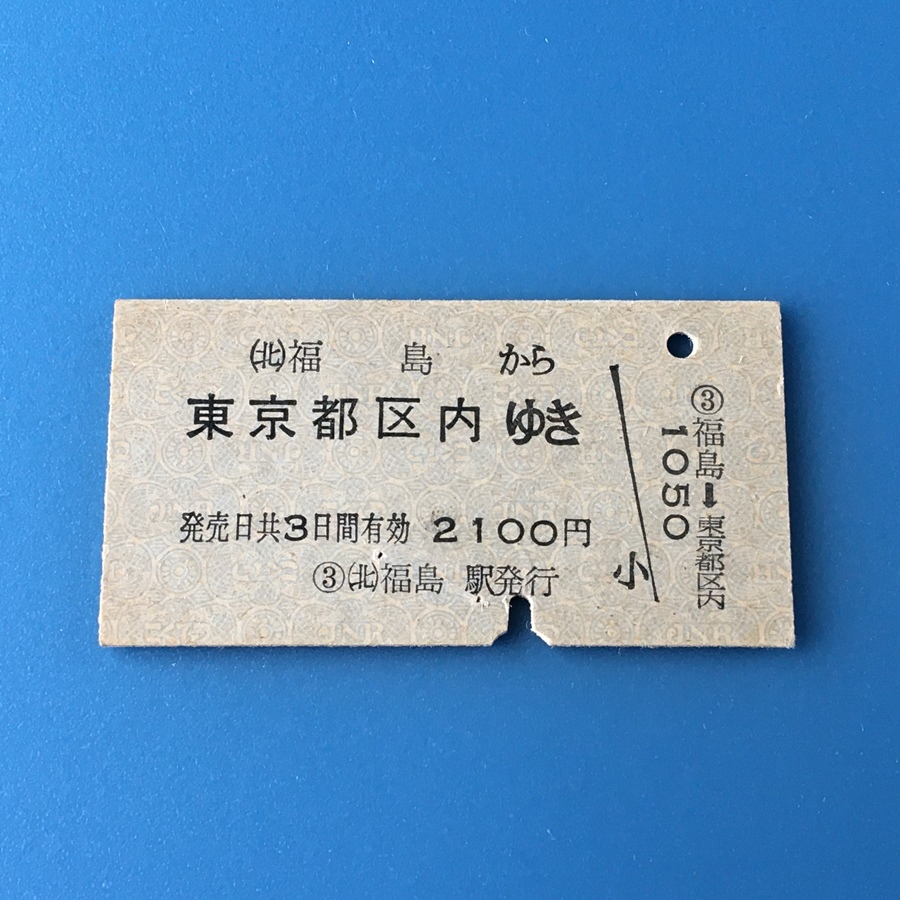 ㈷福島から
東京都区内ゆき
発売日共3日間有効 2100円
③(北)福島 駅発行
小
③福島➡東京都区内
1050